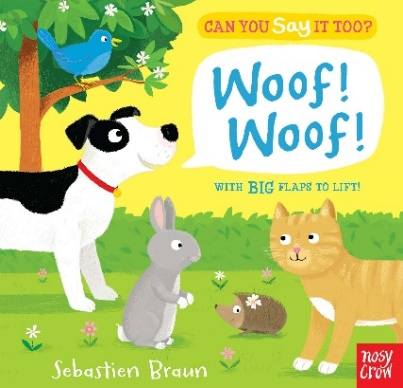 CAN YOU Say IT TOO?
Woof!
Woof!
WITH BIG FLAPS TO LIFT!
Sebastien Braun
nosy
crow